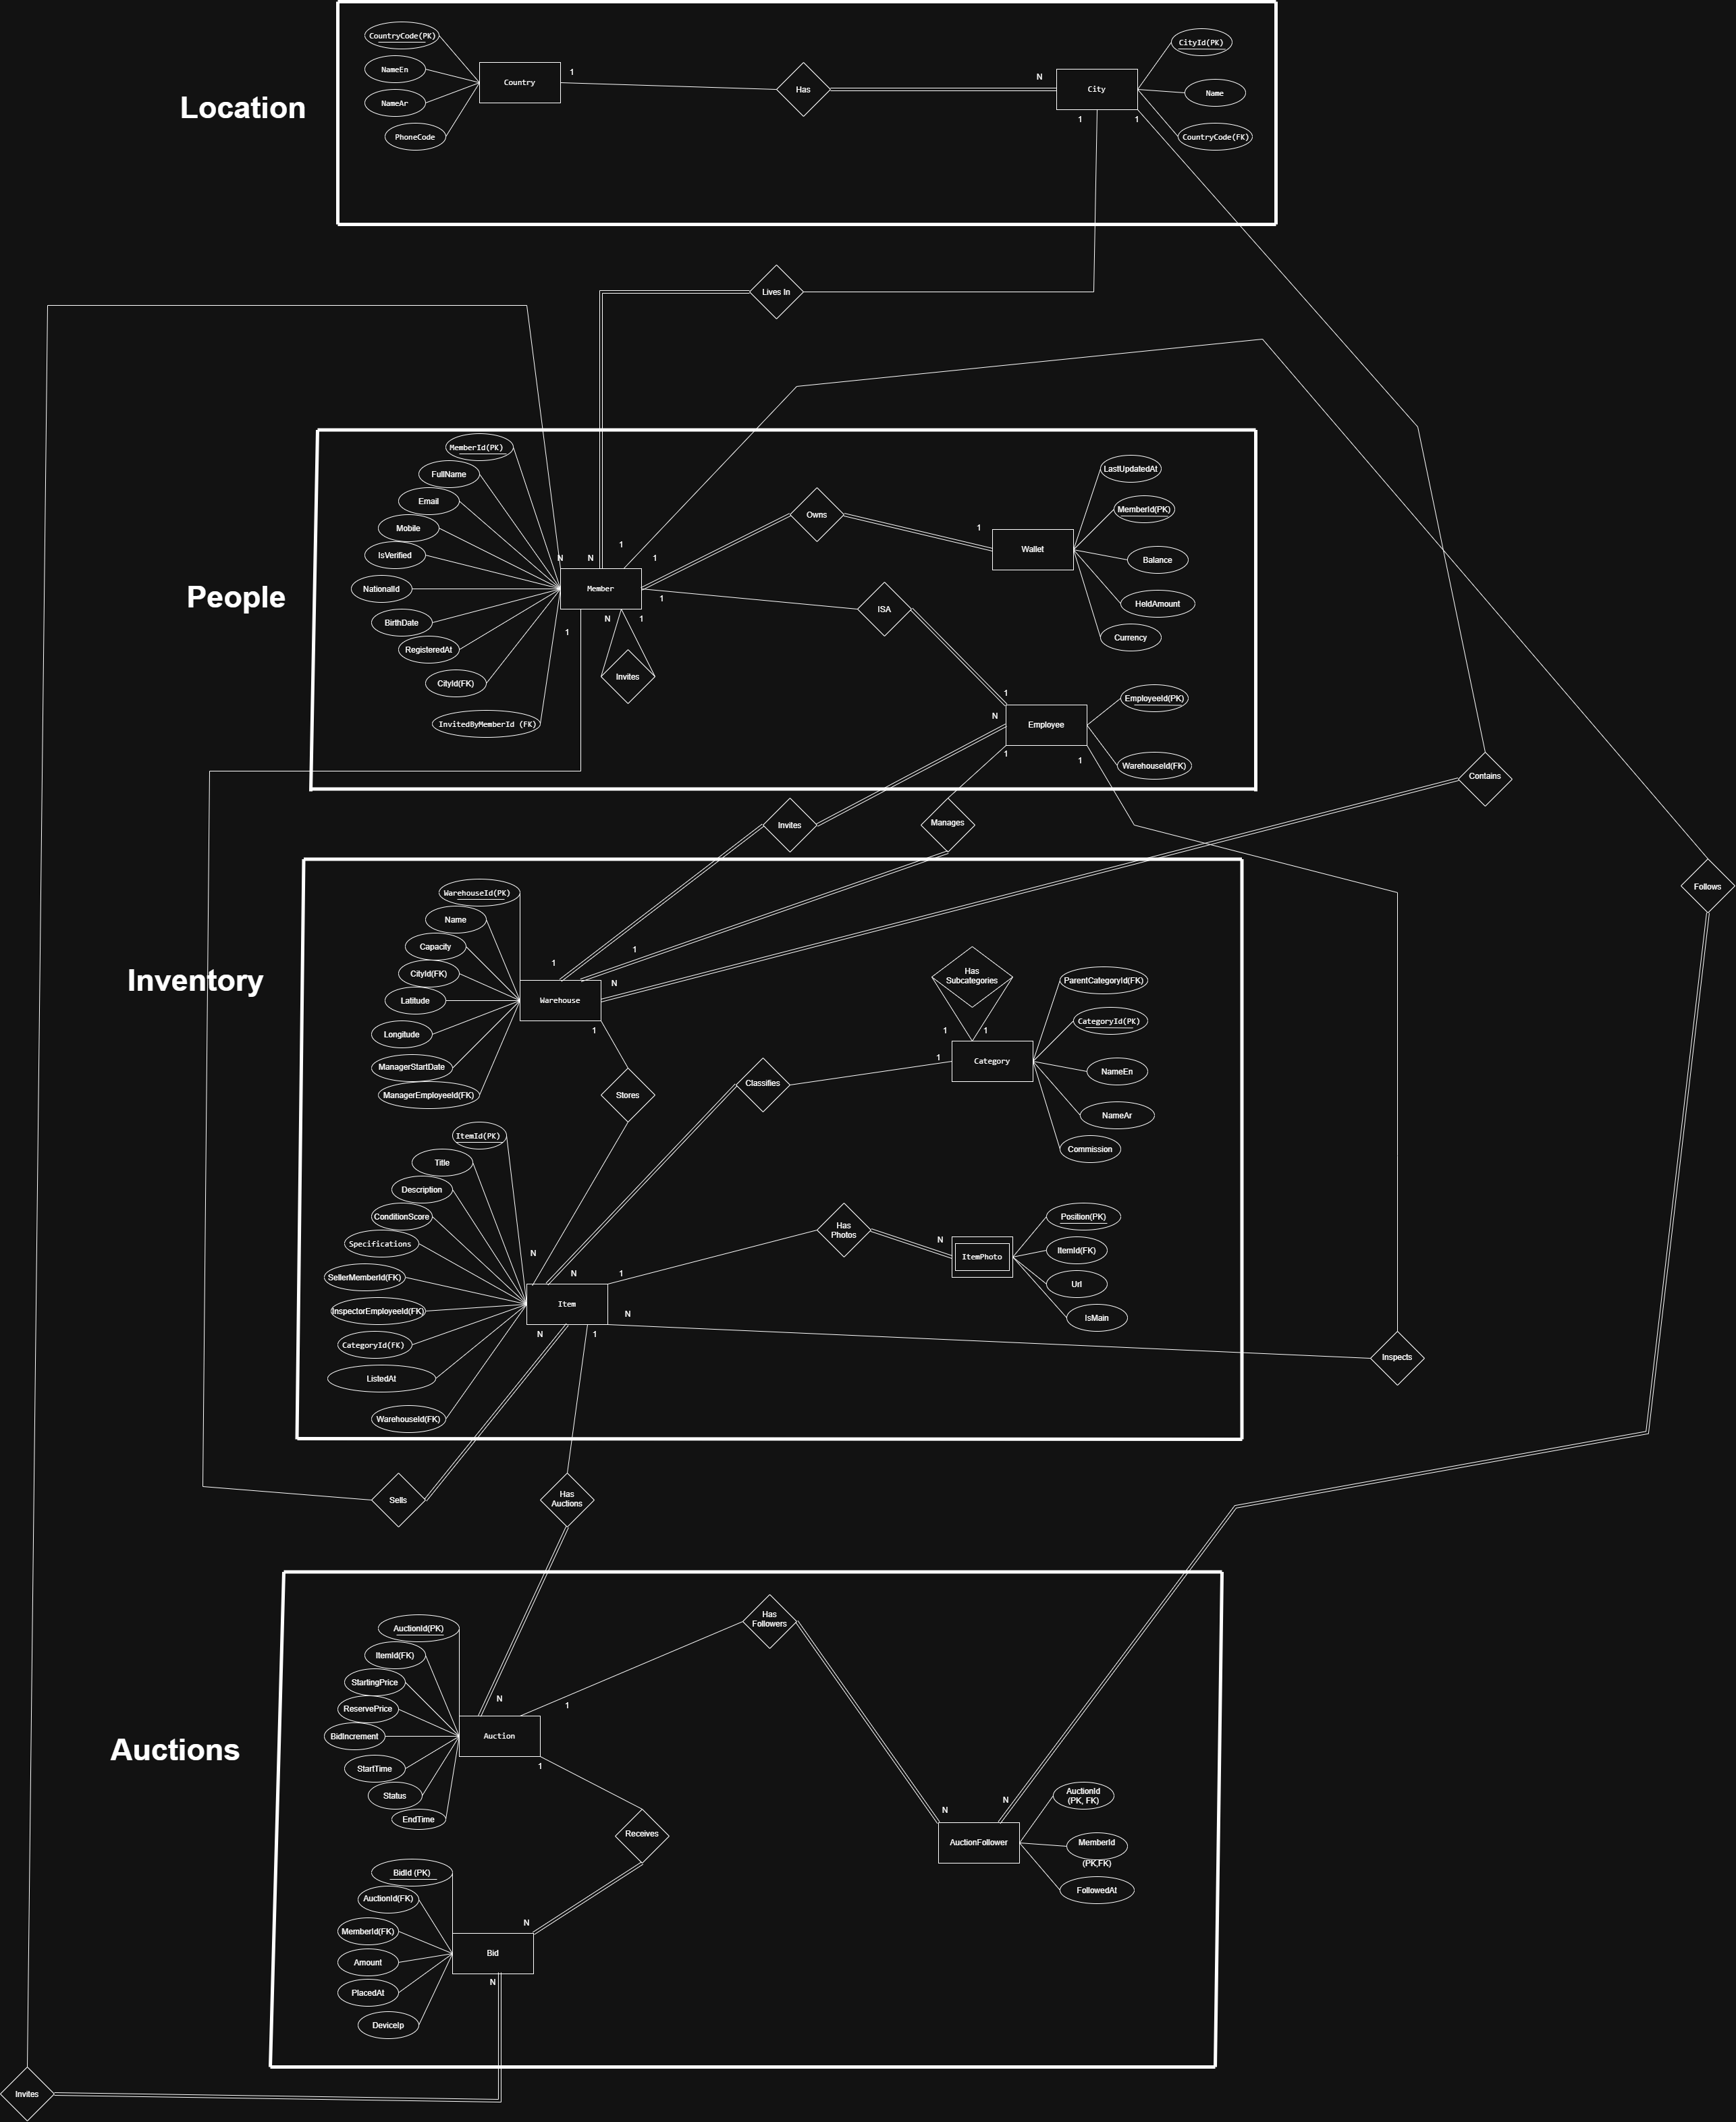 Location
CountryCode(PK)
NameEn
NameAr
PhoneCode
Country
1
Has
N
City
1
1
CityId(PK)
Name
CountryCode(FK)
Lives In
People
MemberId(PK)
FullName
Email
Mobile
IsVerified
NationalId
BirthDate
RegisteredAt
CityId(FK)
InvitedByMemberId (FK)
N
N
1
1
Member
1
1
N
1
Invites
Owns
ISA
1
Wallet
LastUpdatedAt
MemberId(PK)
Balance
HeldAmount
Currency
1
N
Employee
1
1
EmployeeId(PK)
WarehouseId(FK)
Contains
Invites
Manages
Follows
Inventory
WarehouseId(PK)
Name
Capacity
CityId(FK)
Latitude
Longitude
ManagerStartDate
ManagerEmployeeId(FK)
1
1
N
Warehouse
1
Stores
Classifies
Has
Subcategories
1
1
1
Category
ParentCategoryId(FK)
CategoryId(PK)
NameEn
NameAr
Commission
ItemId(PK)
Title
Description
ConditionScore
Specifications
SellerMemberId(FK)
InspectorEmployeeId(FK)
CategoryId(FK)
ListedAt
WarehouseId(FK)
N
N
1
Item
N
N
1
Has
Photos
N
ItemPhoto
Position(PK)
ItemId(FK)
Url
IsMain
Inspects
Sells
Has
Auctions
Auctions
AuctionId(PK)
ItemId(FK)
StartingPrice
ReservePrice
BidIncrement
StartTime
Status
EndTime
N
1
Auction
1
Has
Followers
Receives
N
N
AuctionFollower
AuctionId
(PK, FK)
MemberId
(PK,FK)
FollowedAt
BidId (PK)
AuctionId(FK)
MemberId(FK)
Amount
PlacedAt
DeviceIp
N
Bid
N
Invites